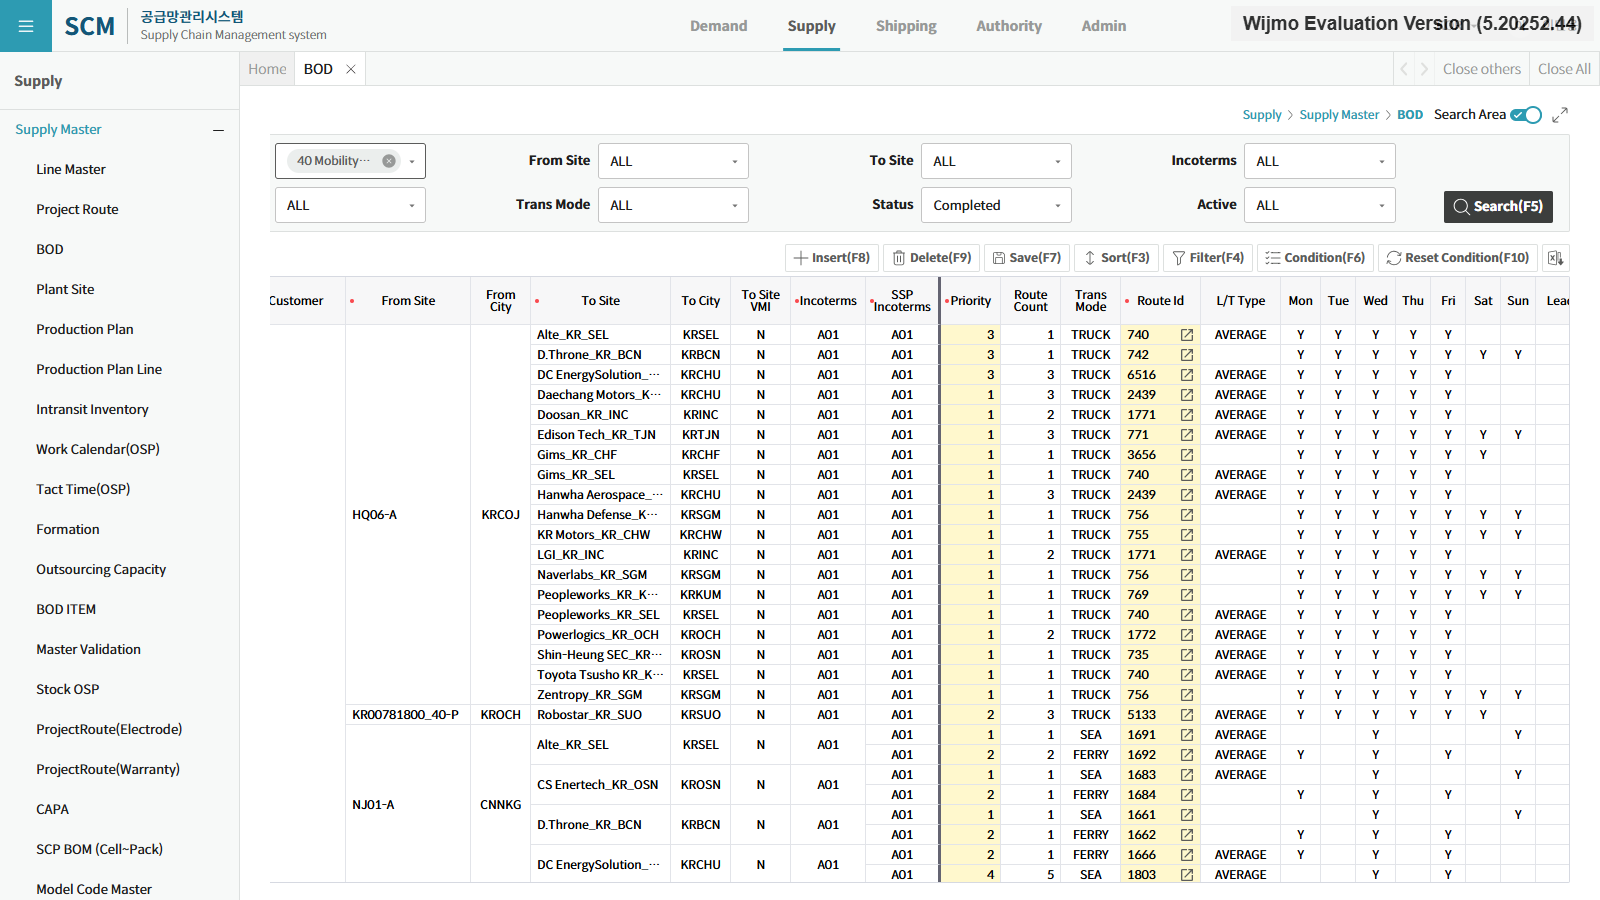 SCM
공급망관리시스템
Supply Chain Management system
Demand
Supply
Shipping
Authority
Admin
Wijmo Evaluation Version (5.20252.44)
Supply
Home
BOD
Close others
Close All
Supply > Supply Master > BOD
Search Area
Supply Master
Line Master
Project Route
BOD
Plant Site
Production Plan
Production Plan Line
Intransit Inventory
Work Calendar(OSP)
Tact Time(OSP)
Formation
Outsourcing Capacity
BOD ITEM
Master Validation
Stock OSP
ProjectRoute(Electrode)
ProjectRoute(Warranty)
CAPA
SCP BOM (Cell~Pack)
Model Code Master
40 Mobility··· From Site ALL To Site ALL Incoterms ALL
ALL Trans Mode ALL Status Completed Active ALL Search(F5)
Insert(F8) Delete(F9) Save(F7) Sort(F3) Filter(F4) Condition(F6) Reset Condition(F10)
Customer From Site From City To Site To City To Site VMI Incoterms SSP Incoterms Priority Route Count Trans Mode Route Id L/T Type Mon Tue Wed Thu Fri Sat Sun Lead
HQ06-A KRCOJ
Alte_KR_SEL KRSEL N A01 A01 3 1 TRUCK 740 AVERAGE Y Y Y Y Y
D.Throne_KR_BCN KRBCN N A01 A01 3 1 TRUCK 742 Y Y Y Y Y Y Y
DC EnergySolution_··· KRCHU N A01 A01 3 3 TRUCK 6516 AVERAGE Y Y Y Y Y
Daechang Motors_K··· KRCHU N A01 A01 1 3 TRUCK 2439 AVERAGE Y Y Y Y Y
Doosan_KR_INC KRINC N A01 A01 1 2 TRUCK 1771 AVERAGE Y Y Y Y Y
Edison Tech_KR_TJN KRTJN N A01 A01 1 3 TRUCK 771 AVERAGE Y Y Y Y Y Y Y
Gims_KR_CHF KRCHF N A01 A01 1 1 TRUCK 3656 Y Y Y Y Y Y
Gims_KR_SEL KRSEL N A01 A01 1 1 TRUCK 740 AVERAGE Y Y Y Y Y
Hanwha Aerospace_··· KRCHU N A01 A01 1 3 TRUCK 2439 AVERAGE Y Y Y Y Y
Hanwha Defense_K··· KRSGM N A01 A01 1 1 TRUCK 756 Y Y Y Y Y Y Y
KR Motors_KR_CHW KRCHW N A01 A01 1 1 TRUCK 755 Y Y Y Y Y Y Y
LGI_KR_INC KRINC N A01 A01 1 2 TRUCK 1771 AVERAGE Y Y Y Y Y
Naverlabs_KR_SGM KRSGM N A01 A01 1 1 TRUCK 756 Y Y Y Y Y Y Y
Peopleworks_KR_K··· KRKUM N A01 A01 1 1 TRUCK 769 Y Y Y Y Y Y Y
Peopleworks_KR_SEL KRSEL N A01 A01 1 1 TRUCK 740 AVERAGE Y Y Y Y Y
Powerlogics_KR_OCH KROCH N A01 A01 1 2 TRUCK 1772 AVERAGE Y Y Y Y Y
Shin-Heung SEC_KR··· KROSN N A01 A01 1 1 TRUCK 735 AVERAGE Y Y Y Y Y
Toyota Tsusho KR_K··· KRSEL N A01 A01 1 1 TRUCK 740 AVERAGE Y Y Y Y Y
Zentropy_KR_SGM KRSGM N A01 A01 1 1 TRUCK 756 Y Y Y Y Y Y Y
KR00781800_40-P KROCH Robostar_KR_SUO KRSUO N A01 A01 2 3 TRUCK 5133 AVERAGE Y Y Y Y Y Y
NJ01-A CNNKG
Alte_KR_SEL KRSEL N A01 A01 1 1 SEA 1691 AVERAGE Y Y
A01 2 2 FERRY 1692 AVERAGE Y Y Y
CS Enertech_KR_OSN KROSN N A01 A01 1 1 SEA 1683 AVERAGE Y Y
A01 2 1 FERRY 1684 Y Y Y
D.Throne_KR_BCN KRBCN N A01 A01 1 1 SEA 1661 Y Y
A01 2 1 FERRY 1662 Y Y Y
DC EnergySolution_··· KRCHU N A01 A01 2 1 FERRY 1666 AVERAGE Y Y Y
A01 4 5 SEA 1803 AVERAGE Y Y